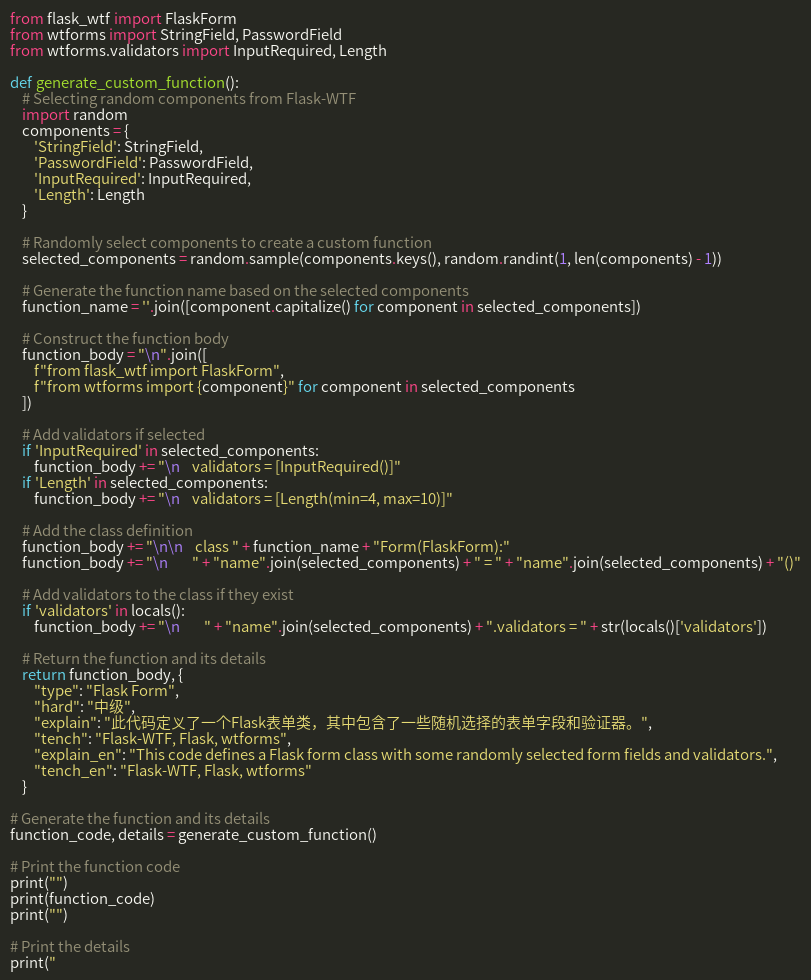 from flask_wtf import FlaskForm
from wtforms import StringField, PasswordField
from wtforms.validators import InputRequired, Length

def generate_custom_function():
    # Selecting random components from Flask-WTF
    import random
    components = {
        'StringField': StringField,
        'PasswordField': PasswordField,
        'InputRequired': InputRequired,
        'Length': Length
    }

    # Randomly select components to create a custom function
    selected_components = random.sample(components.keys(), random.randint(1, len(components) - 1))

    # Generate the function name based on the selected components
    function_name = ''.join([component.capitalize() for component in selected_components])

    # Construct the function body
    function_body = "\n".join([
        f"from flask_wtf import FlaskForm",
        f"from wtforms import {component}" for component in selected_components
    ])

    # Add validators if selected
    if 'InputRequired' in selected_components:
        function_body += "\n    validators = [InputRequired()]"
    if 'Length' in selected_components:
        function_body += "\n    validators = [Length(min=4, max=10)]"

    # Add the class definition
    function_body += "\n\n    class " + function_name + "Form(FlaskForm):"
    function_body += "\n        " + "name".join(selected_components) + " = " + "name".join(selected_components) + "()"

    # Add validators to the class if they exist
    if 'validators' in locals():
        function_body += "\n        " + "name".join(selected_components) + ".validators = " + str(locals()['validators'])

    # Return the function and its details
    return function_body, {
        "type": "Flask Form",
        "hard": "中级",
        "explain": "此代码定义了一个Flask表单类，其中包含了一些随机选择的表单字段和验证器。",
        "tench": "Flask-WTF, Flask, wtforms",
        "explain_en": "This code defines a Flask form class with some randomly selected form fields and validators.",
        "tench_en": "Flask-WTF, Flask, wtforms"
    }

# Generate the function and its details
function_code, details = generate_custom_function()

# Print the function code
print("")
print(function_code)
print("")

# Print the details
print("